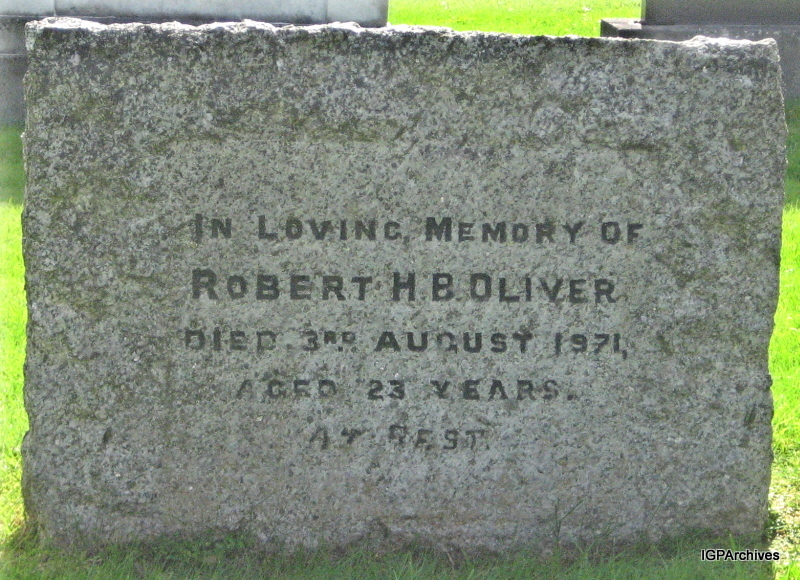 IN LOVING MEMORY OF
ROBERT H.B. OLIVER
DIED 3RD AUGUST 1971,
AGED 23 YEARS.
AT REST.
IGPArchives